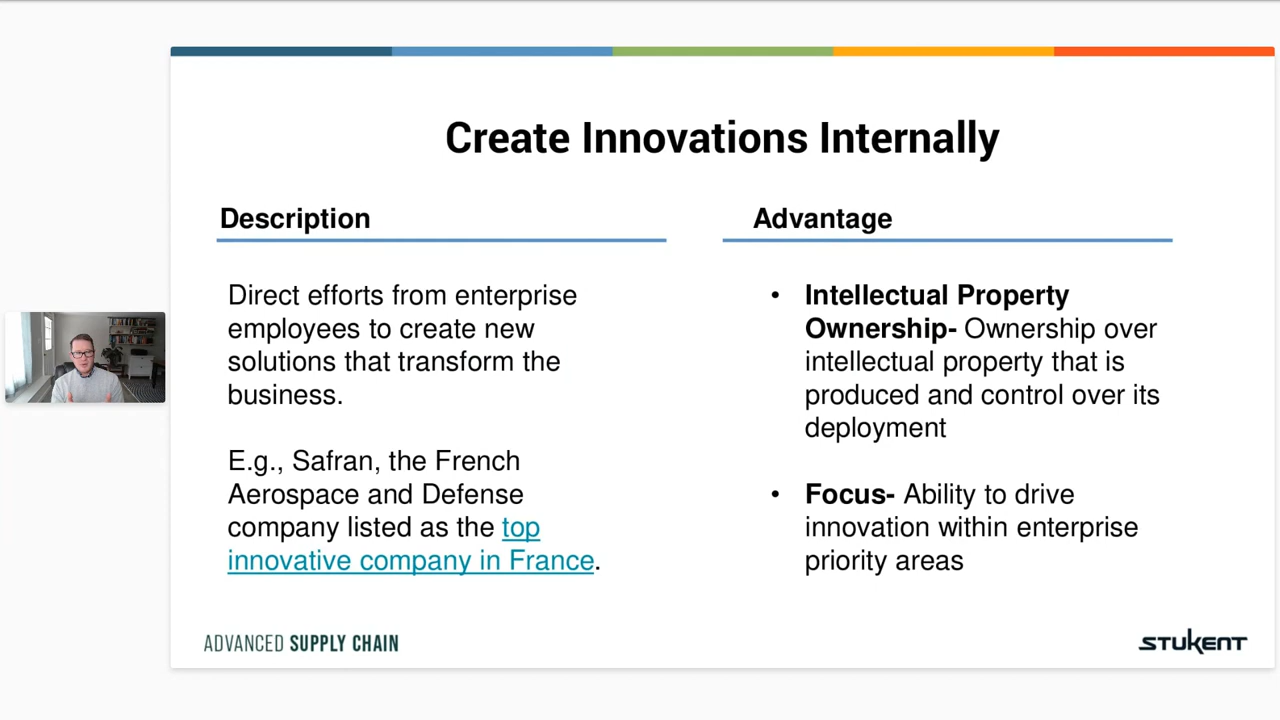 Create Innovations Internally
Description
Direct efforts from enterprise
employees to create new
solutions that transform the
business.
E.g., Safran, the French
Aerospace and Defense
company listed as the top
innovative company in France.
Advantage
• Intellectual Property
Ownership- Ownership over
intellectual property that is
produced and control over its
deployment
• Focus- Ability to drive
innovation within enterprise
priority areas
ADVANCED SUPPLY CHAIN
STUKENT